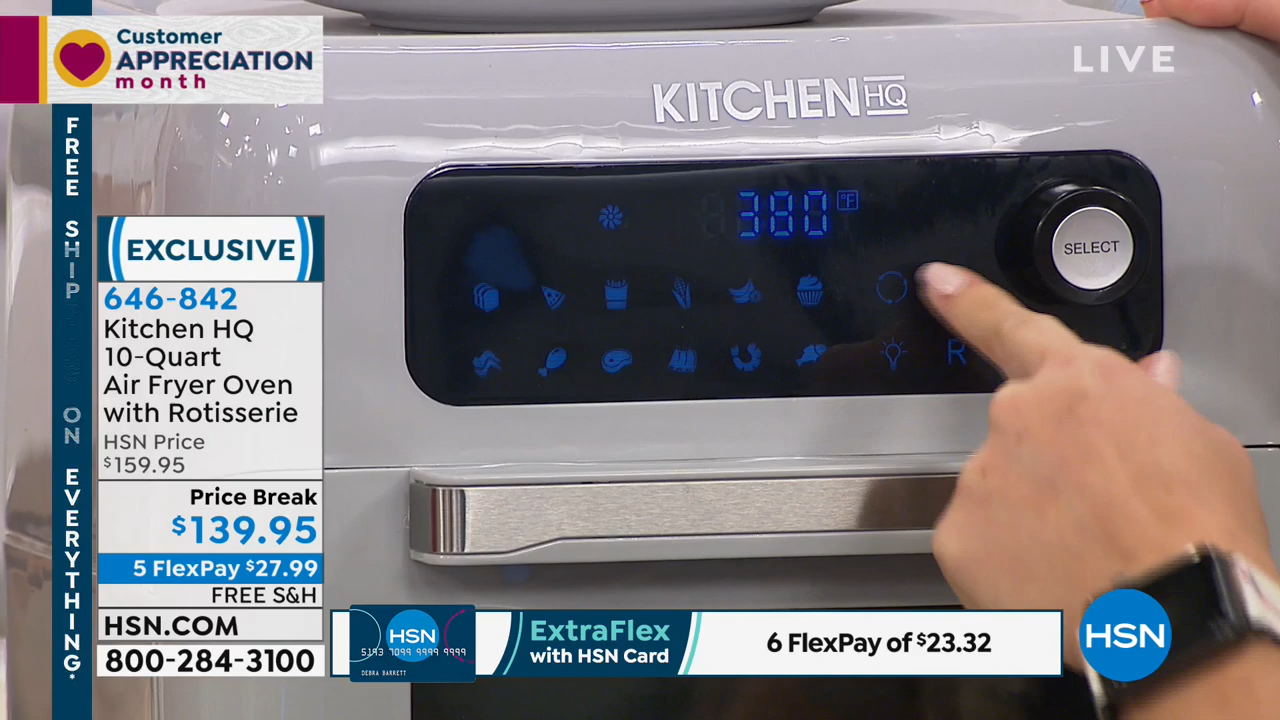 Customer
APPRECIATION
month
LIVE
KITCHEN HQ
FREE SHIP ON EVERYTHING*
380 °F
SELECT
R
EXCLUSIVE
646-842
Kitchen HQ
10-Quart
Air Fryer Oven
with Rotisserie
HSN Price
$159.95
Price Break
$139.95
5 FlexPay $27.99
FREE S&H
HSN.COM
800-284-3100
HSN
5193 7099 9999 9999
DEBRA BARRETT
ExtraFlex
with HSN Card
6 FlexPay of $23.32
HSN